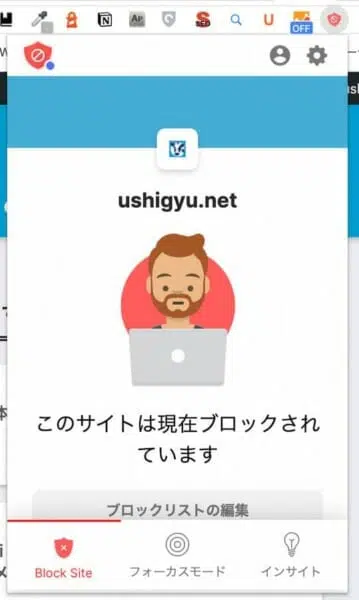 AP
SEO
U
OFF
ushigyu.net
このサイトは現在ブロックされ
ています
ブロックリストの編集
Block Site
フォーカスモード
インサイト